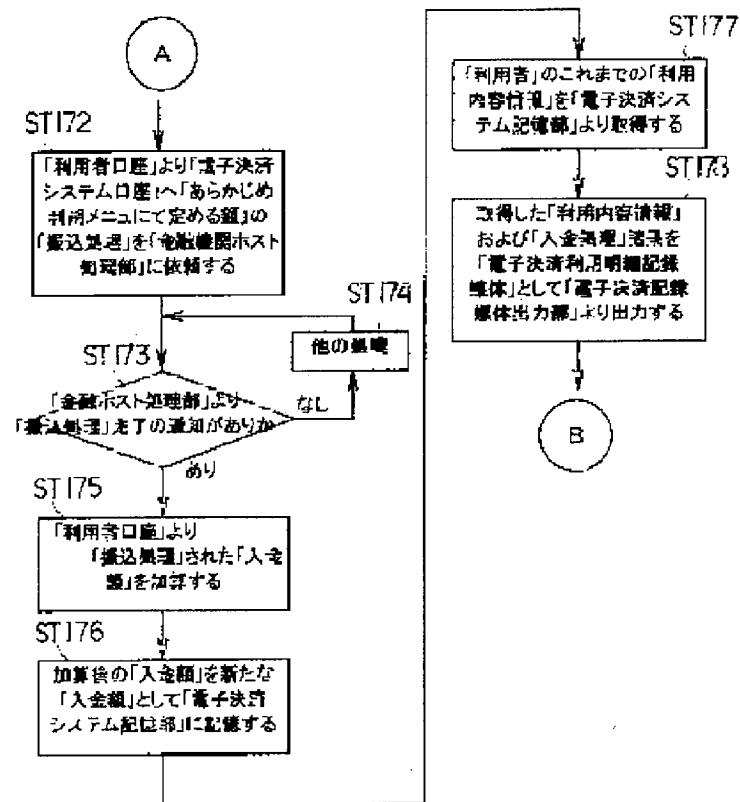 A
ST172
「利用者口座」より「電子決済
システム口座」へ「あらかじめ
利用メニュにて定める額」の
「振込処理」を「金融機関ホスト
処理部」に依頼する
ST174
他の処理
ST173
「金融ホスト処理部」より
「振込処理」完了の通知がありか
なし
あり
ST175
「利用者口座」より
「振込処理」された「入金
額」を加算する
ST176
加算後の「入金額」を新たな
「入金額」として「電子決済
システム記憶部」に記憶する
ST177
「利用者」のこれまでの「利用
内容情報」を「電子決済シス
テム記憶部」より取得する
ST178
取得した「利用内容情報」
および「入金処理」結果を
「電子決済利用明細記録
媒体」として「電子決済記録
媒体出力部」より出力する
B